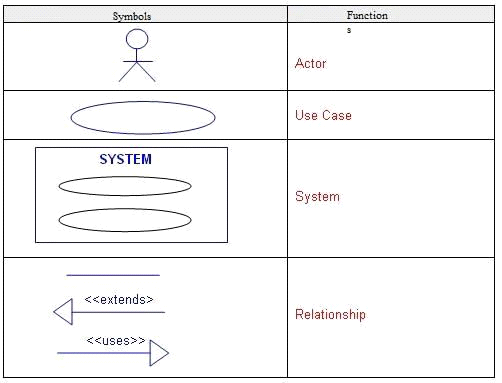 Symbols
Function
s
Actor
Use Case
SYSTEM
System
<<extends>
Relationship
<<uses>>